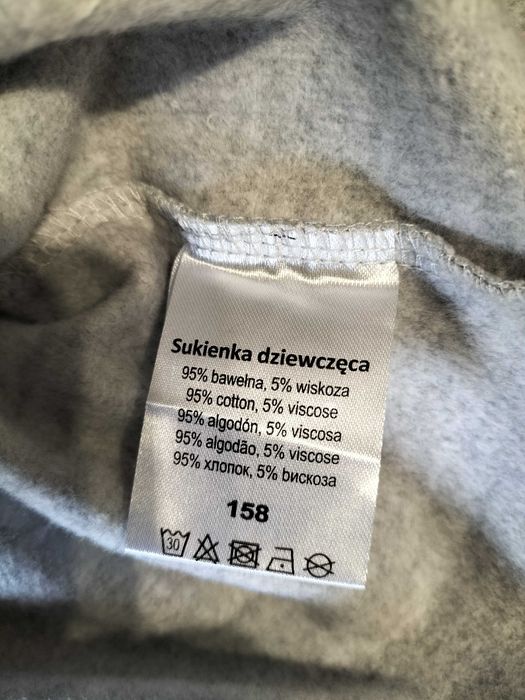 Sukienka dziewczęca
95% bawełna, 5% wiskoza
95% cotton, 5% viscose
95% algodón, 5% viscosa
95% algodão, 5% viscose
95% хлопок, 5% вискоза
158
30